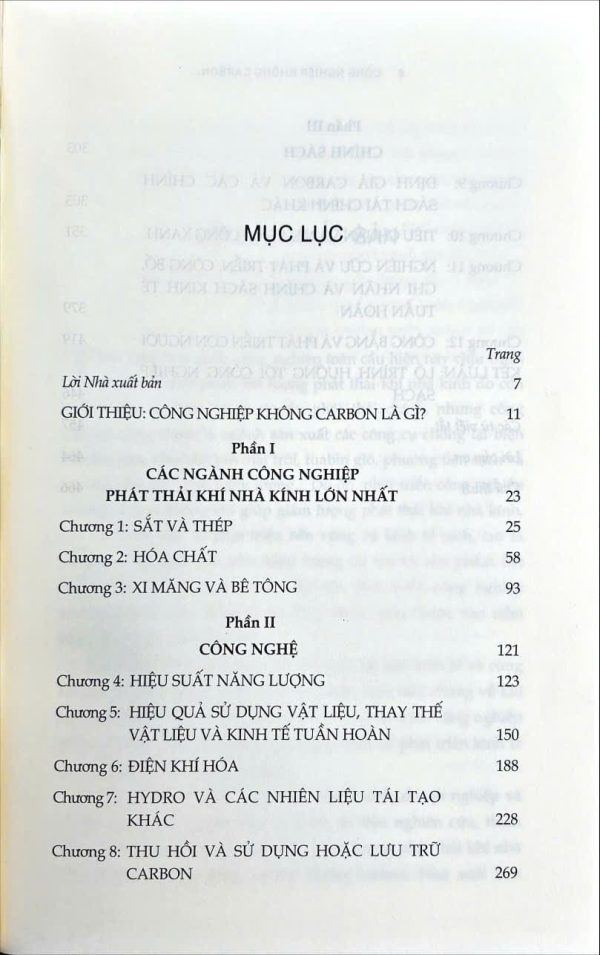 MỤC LỤC
Trang
Lời Nhà xuất bản 7
GIỚI THIỆU: CÔNG NGHIỆP KHÔNG CARBON LÀ GÌ? 11
Phần I
CÁC NGÀNH CÔNG NGHIỆP
PHÁT THẢI KHÍ NHÀ KÍNH LỚN NHẤT 23
Chương 1: SẮT VÀ THÉP 25
Chương 2: HÓA CHẤT 58
Chương 3: XI MĂNG VÀ BÊ TÔNG 93
Phần II
CÔNG NGHỆ 121
Chương 4: HIỆU SUẤT NĂNG LƯỢNG 123
Chương 5: HIỆU QUẢ SỬ DỤNG VẬT LIỆU, THAY THẾ
VẬT LIỆU VÀ KINH TẾ TUẦN HOÀN 150
Chương 6: ĐIỆN KHÍ HÓA 188
Chương 7: HYDRO VÀ CÁC NHIÊN LIỆU TÁI TẠO
KHÁC 228
Chương 8: THU HỒI VÀ SỬ DỤNG HOẶC LƯU TRỮ
CARBON 269